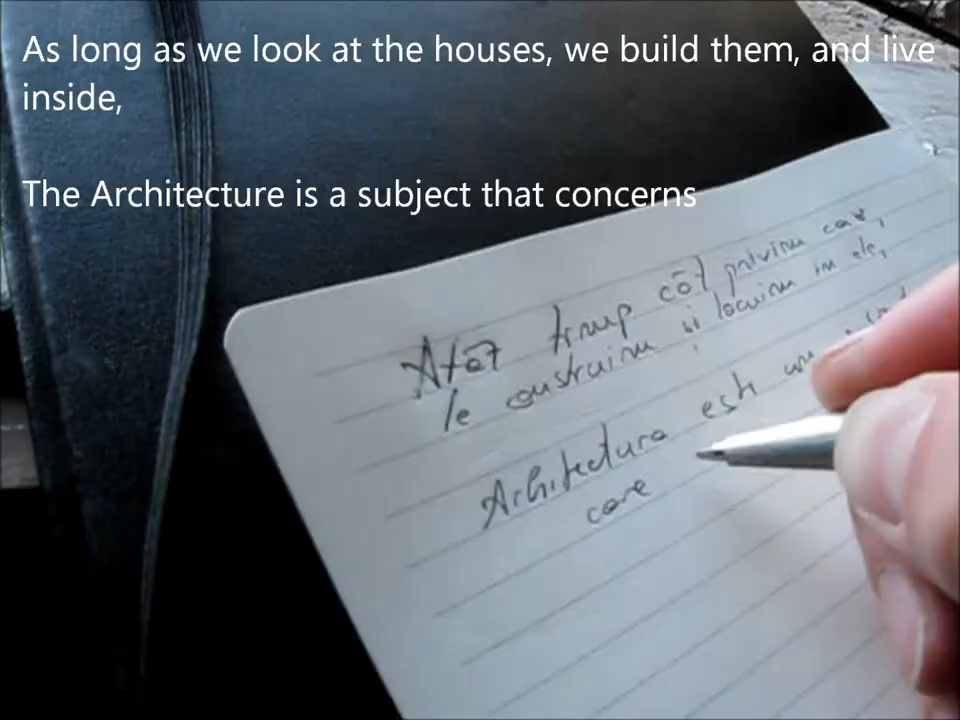 As long as we look at the houses, we build them, and live
inside,
The Architecture is a subject that concerns
Atât timp cât privim
le construim și locuim în ele,
Arhitectura este un
care